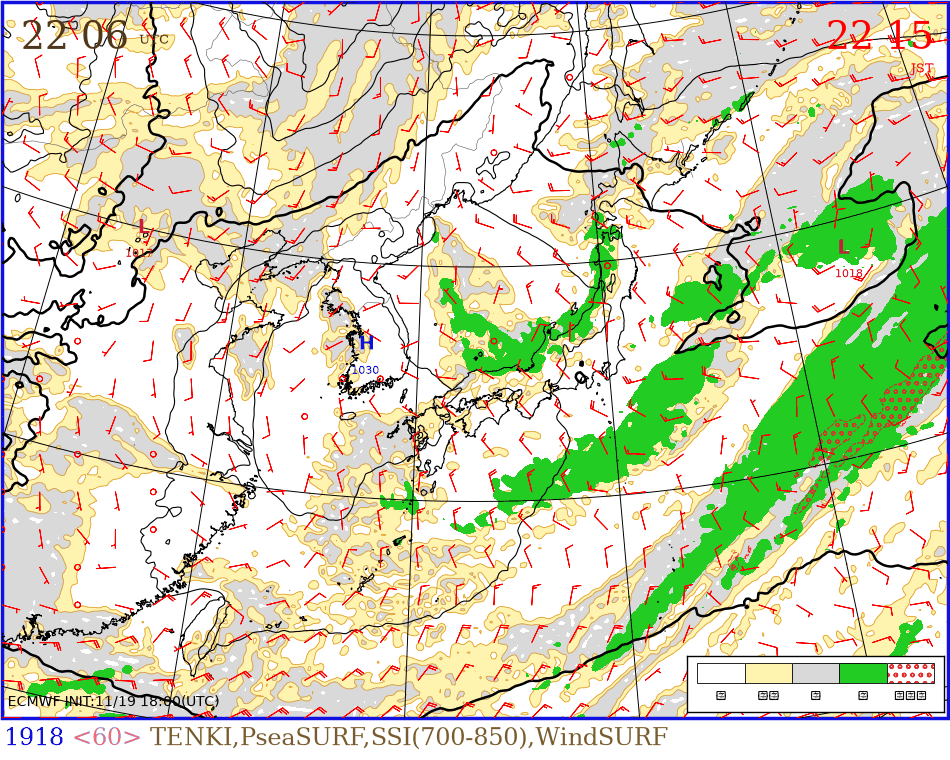 22 06 UTC
22 15
JST
L
1017
L
1018
H
1030
ECMWF INIT:11/19 18:00(UTC)
1918 <60> TENKI,PseaSURF,SSI(700-850),WindSURF